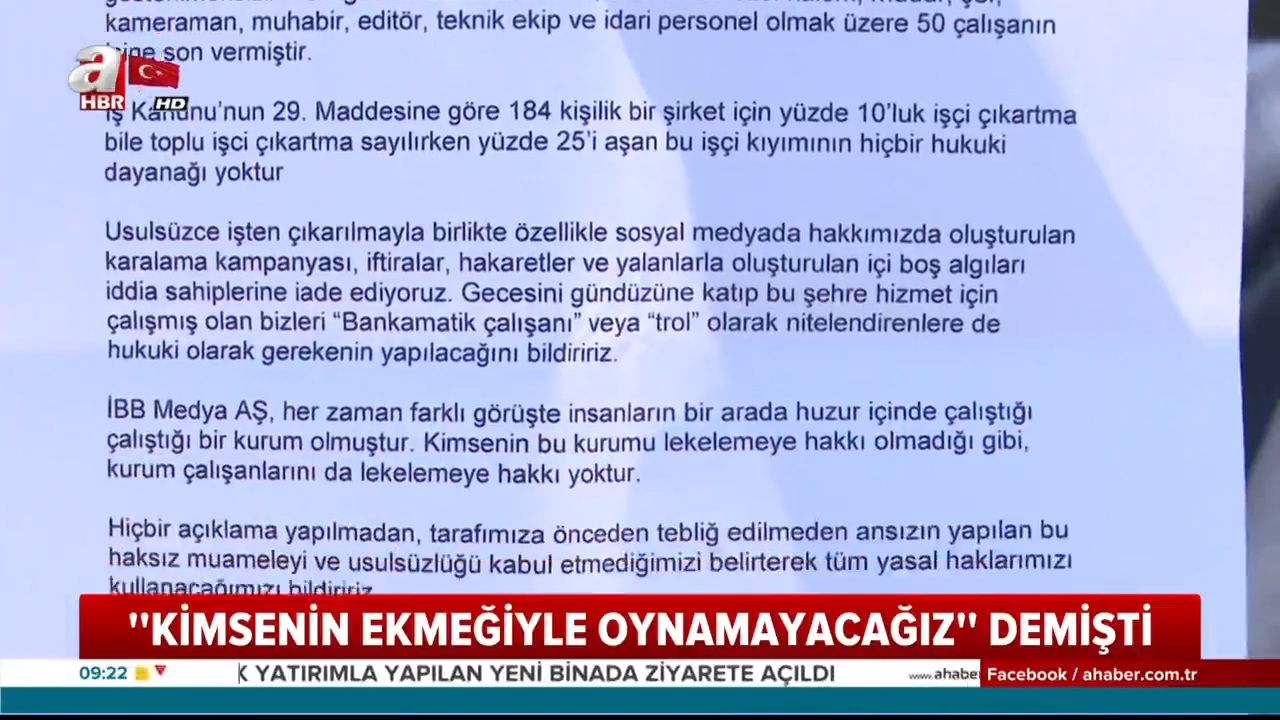 kameraman, muhabir, editör, teknik ekip ve idari personel olmak üzere 50 çalışanın
işine son vermiştir.
a
HBR
HD
İş Kanunu'nun 29. Maddesine göre 184 kişilik bir şirket için yüzde 10'luk işçi çıkartma
bile toplu işci çıkartma sayılırken yüzde 25'i aşan bu işçi kıyımının hiçbir hukuki
dayanağı yoktur
Usulsüzce işten çıkarılmayla birlikte özellikle sosyal medyada hakkımızda oluşturulan
karalama kampanyası, iftiralar, hakaretler ve yalanlarla oluşturulan içi boş algıları
iddia sahiplerine iade ediyoruz. Gecesini gündüzüne katıp bu şehre hizmet için
çalışmış olan bizleri “Bankamatik çalışanı” veya “trol” olarak nitelendirenlere de
hukuki olarak gerekenin yapılacağını bildiririz.
İBB Medya AŞ, her zaman farklı görüşte insanların bir arada huzur içinde çalıştığı
çalıştığı bir kurum olmuştur. Kimsenin bu kurumu lekelemeye hakkı olmadığı gibi,
kurum çalışanlarını da lekelemeye hakkı yoktur.
Hiçbir açıklama yapılmadan, tarafımıza önceden tebliğ edilmeden ansızın yapılan bu
haksız muameleyi ve usulsüzlüğü kabul etmediğimizi belirterek tüm yasal haklarımızı
kullanacağımızı bildiririz.
"KİMSENİN EKMEĞİYLE OYNAMAYACAĞIZ" DEMİŞTİ
09:22
K YATIRIMLA YAPILAN YENİ BİNADA ZİYARETE AÇILDI
www.ahaber
Facebook / ahaber.com.tr